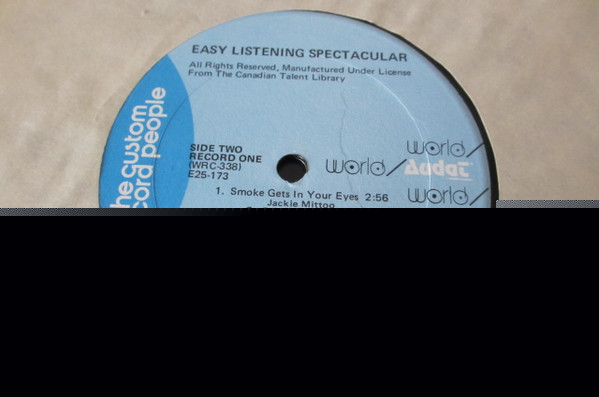 EASY LISTENING SPECTACULAR
All Rights Reserved, Manufactured Under License
From The Canadian Talent Library
the custom
record people
SIDE TWO
RECORD ONE
(WRC-338)
E25-173
world
world
Audat
world
1. Smoke Gets In Your Eyes 2:56
Jackie Mittoo